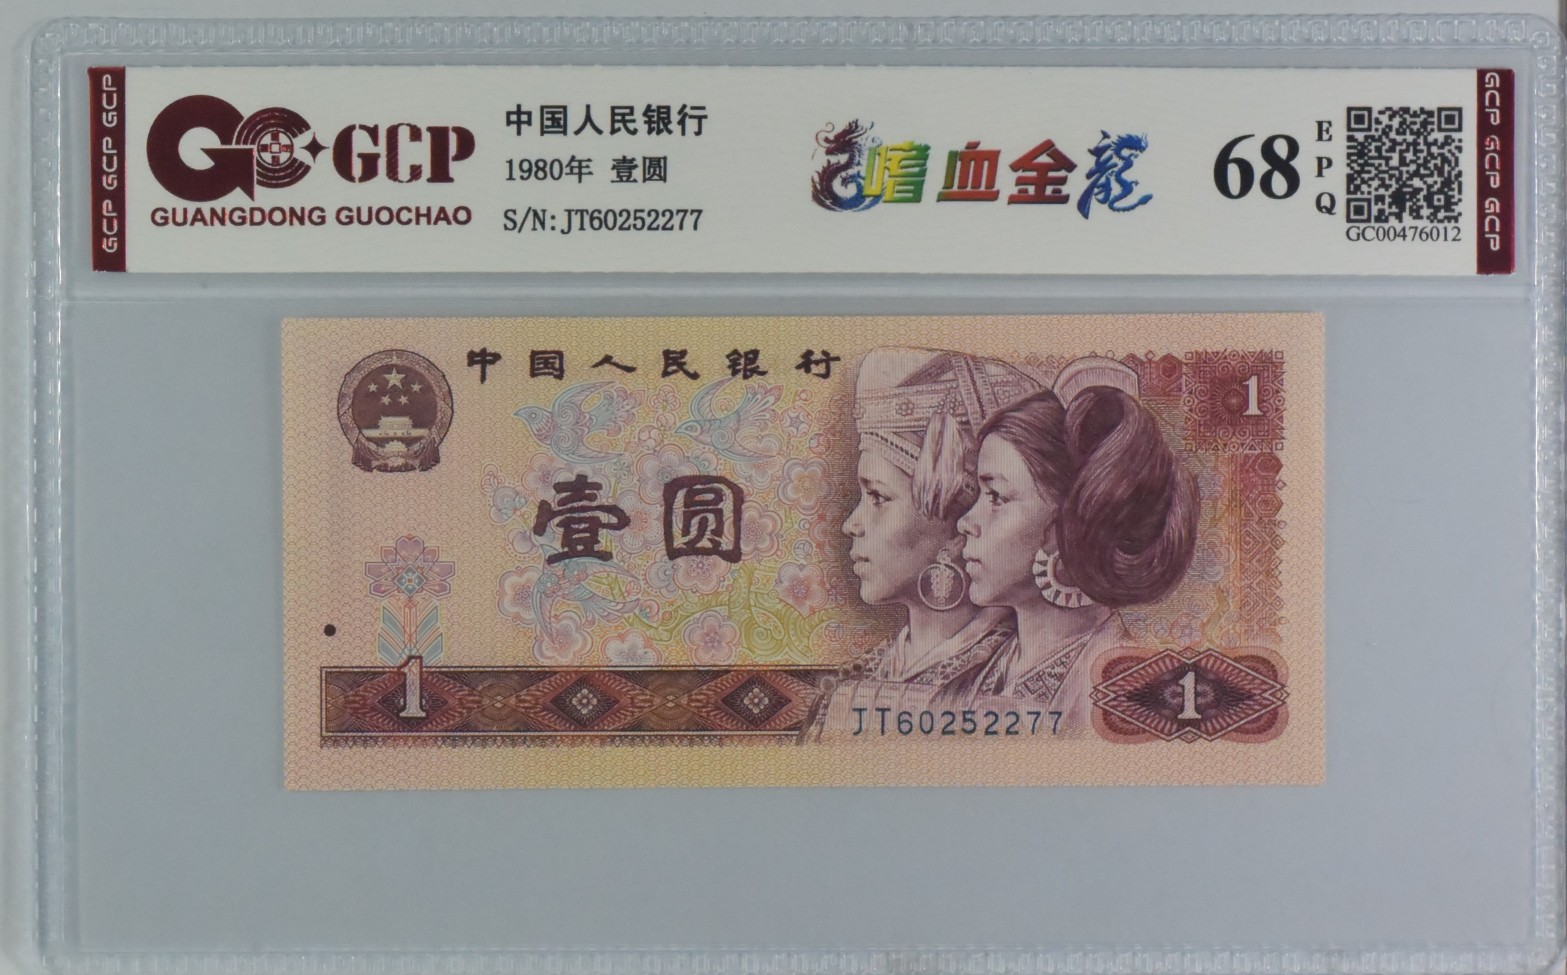 GCP GCP GCP
GCP
GUANGDONG GUOCHAO
中国人民银行
1980年 壹圆
S/N:JT60252277
嗜血金龍
68
EPQ
GC00476012
GCP GCP GCP
中国人民银行
1
壹圆
1
JT60252277
1